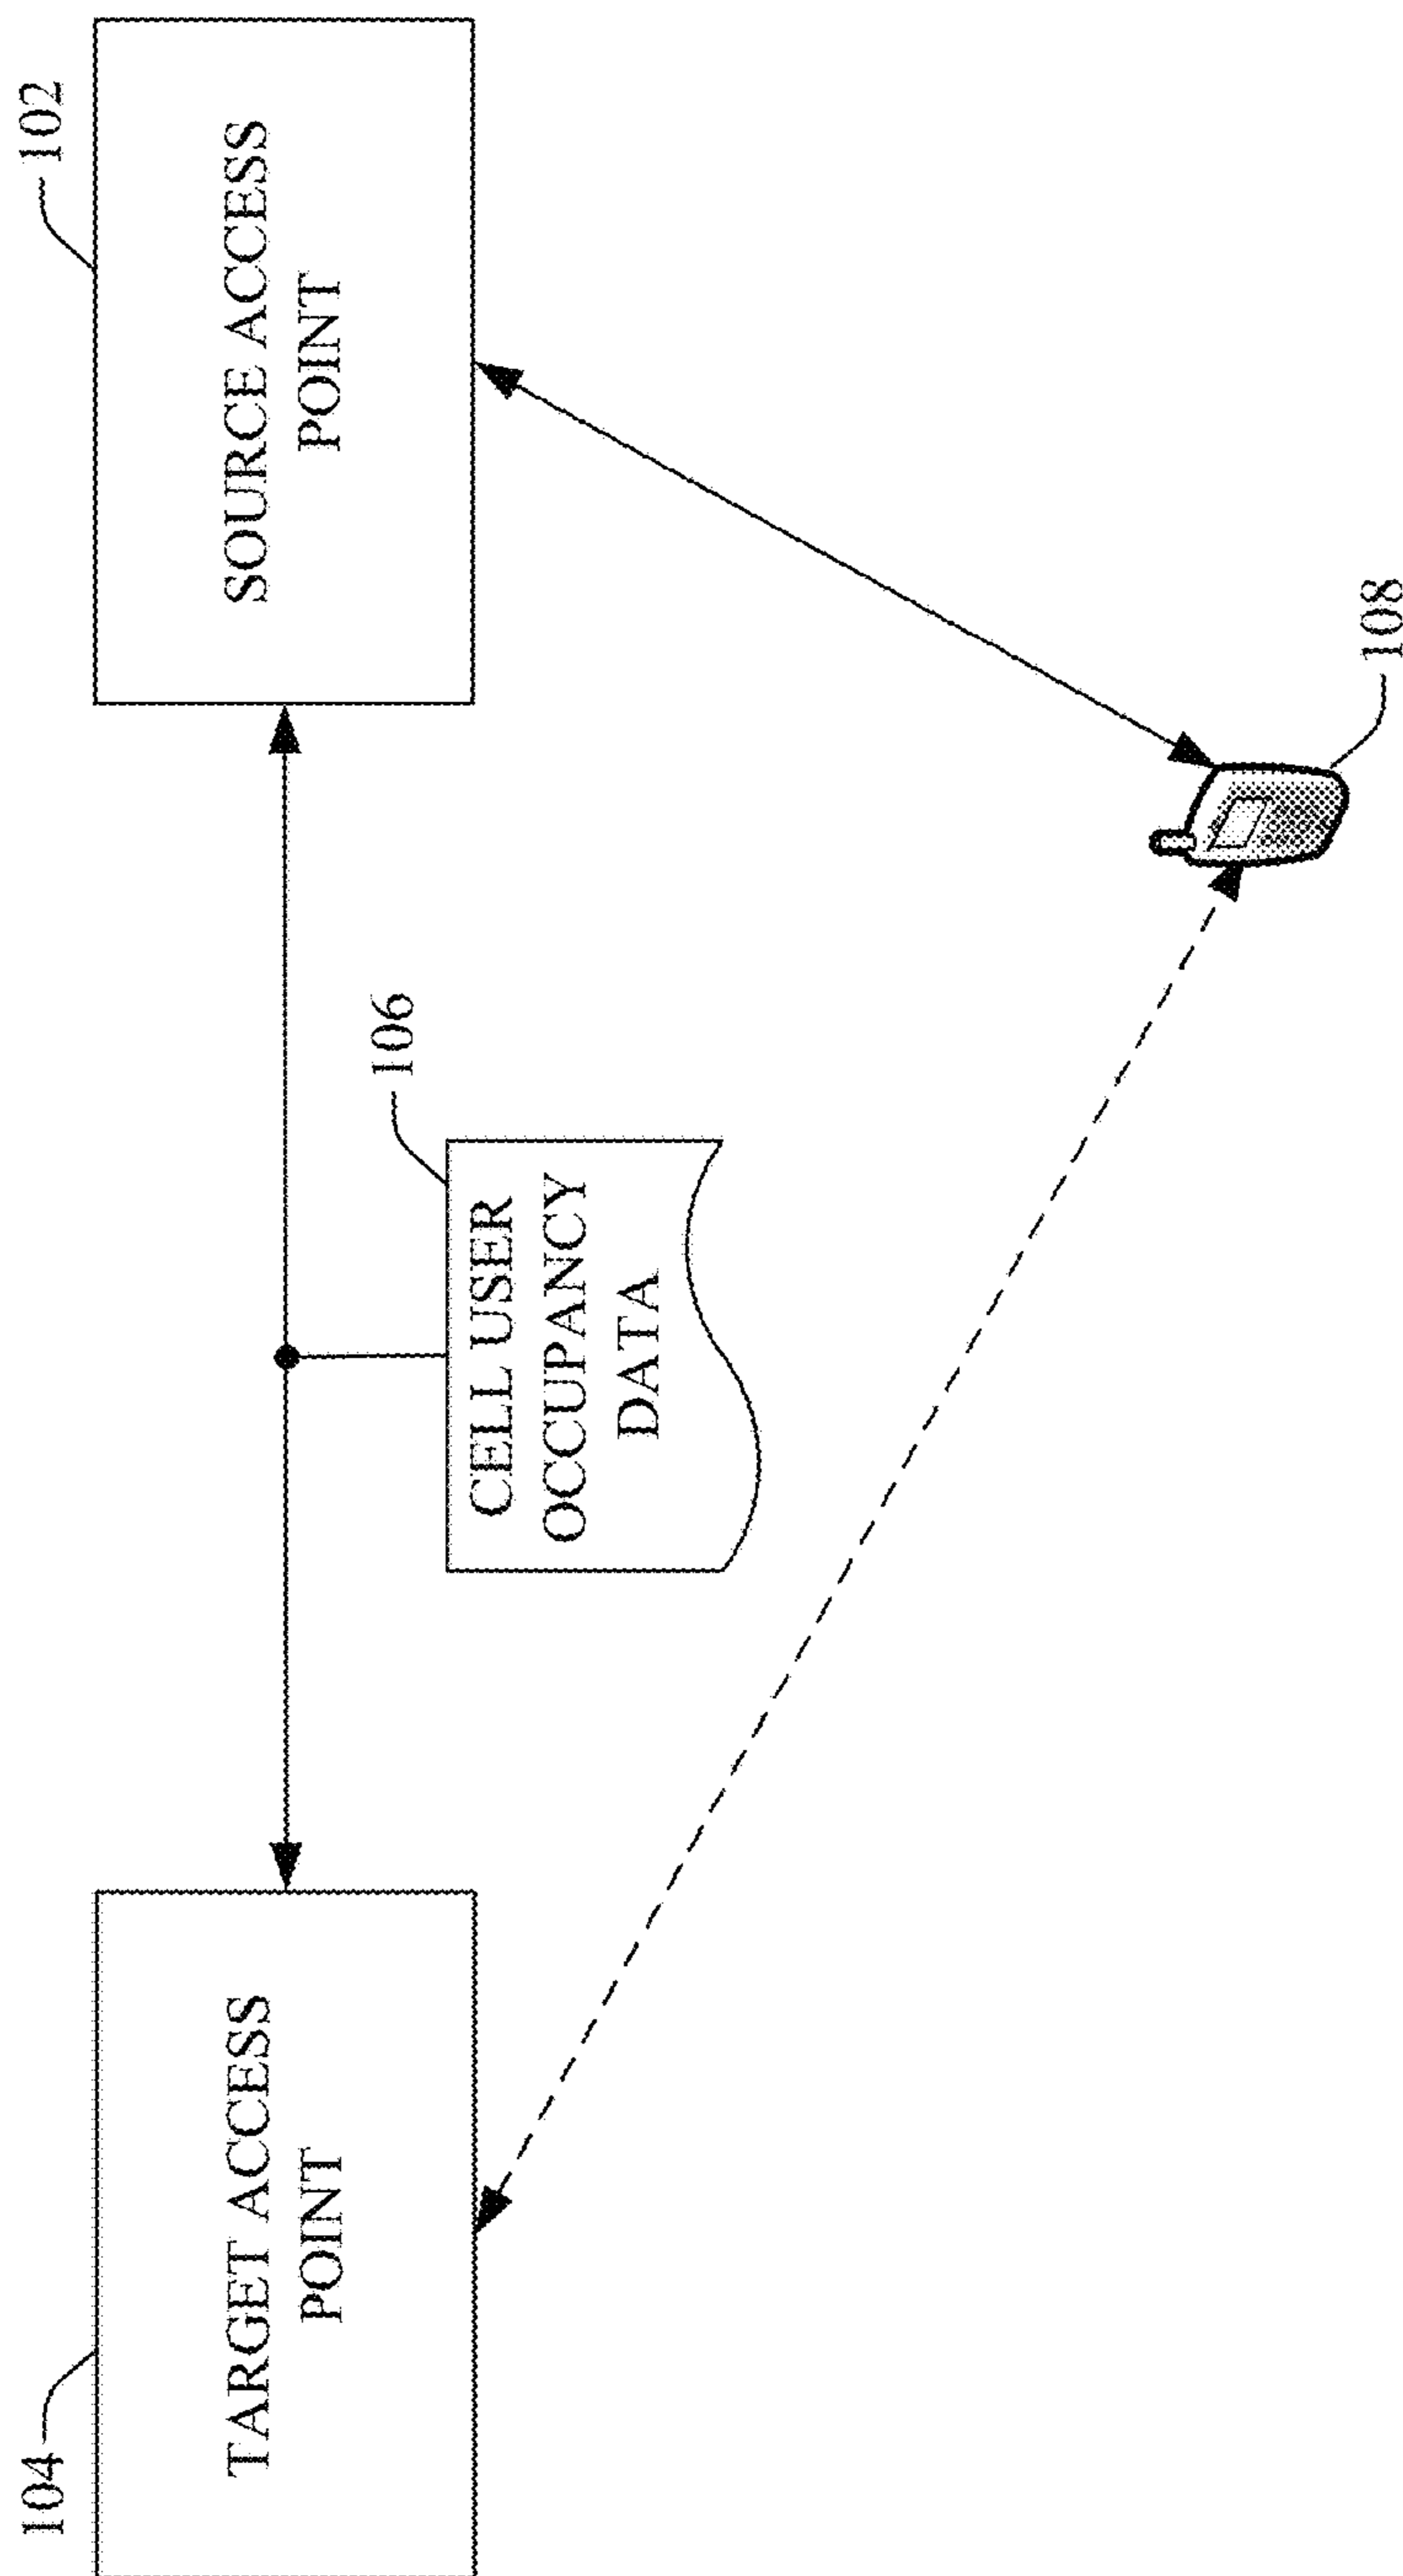 104
TARGET ACCESS
POINT
106
CELL USER
OCCUPANCY
DATA
102
SOURCE ACCESS
POINT
108